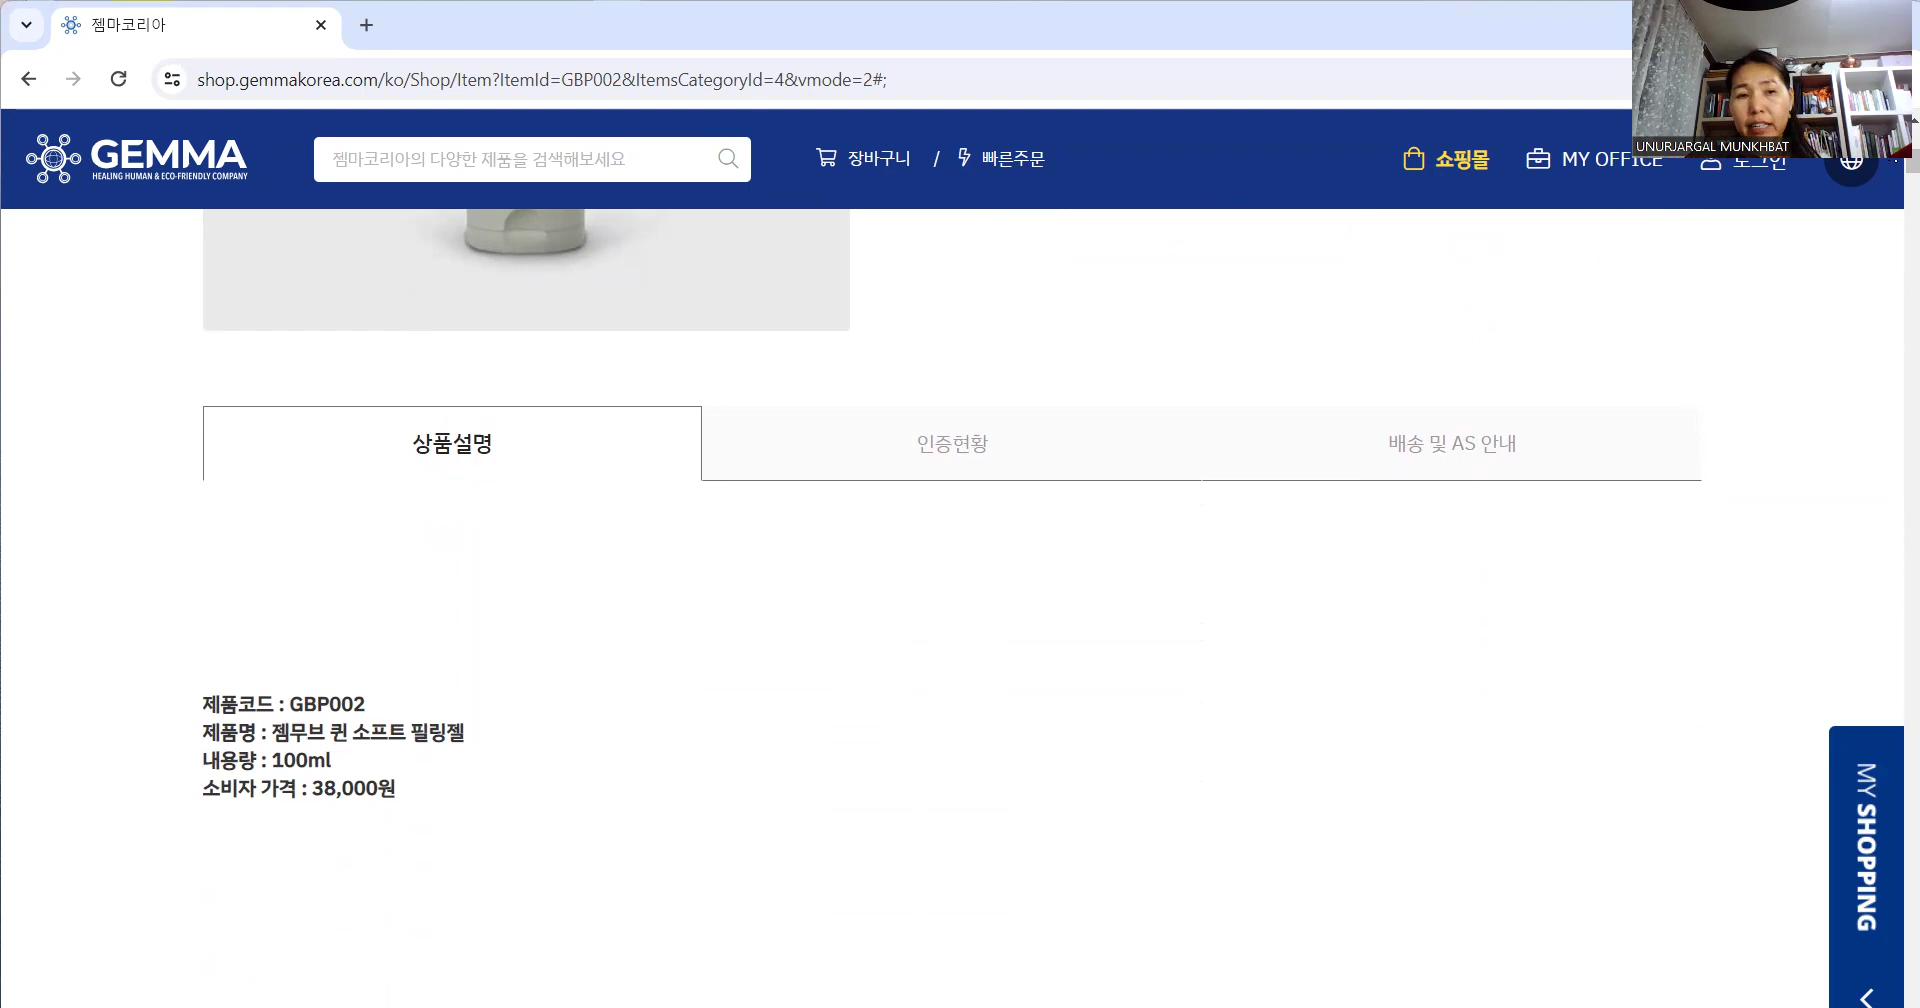 젬마코리아
shop.gemmakorea.com/ko/Shop/Item?ItemId=GBP002&ItemsCategoryId=4&vmode=2#;
UNURJARGAL MUNKHBAT
GEMMA
HEALING HUMAN & ECO-FRIENDLY COMPANY
젬마코리아의 다양한 제품을 검색해보세요
장바구니 / 빠른주문
쇼핑몰
MY OFFICE
로그인
상품설명
인증현황
배송 및 AS 안내
제품코드 : GBP002
제품명 : 젬무브 퀸 소프트 필링젤
내용량 : 100ml
소비자 가격 : 38,000원
MY SHOPPING